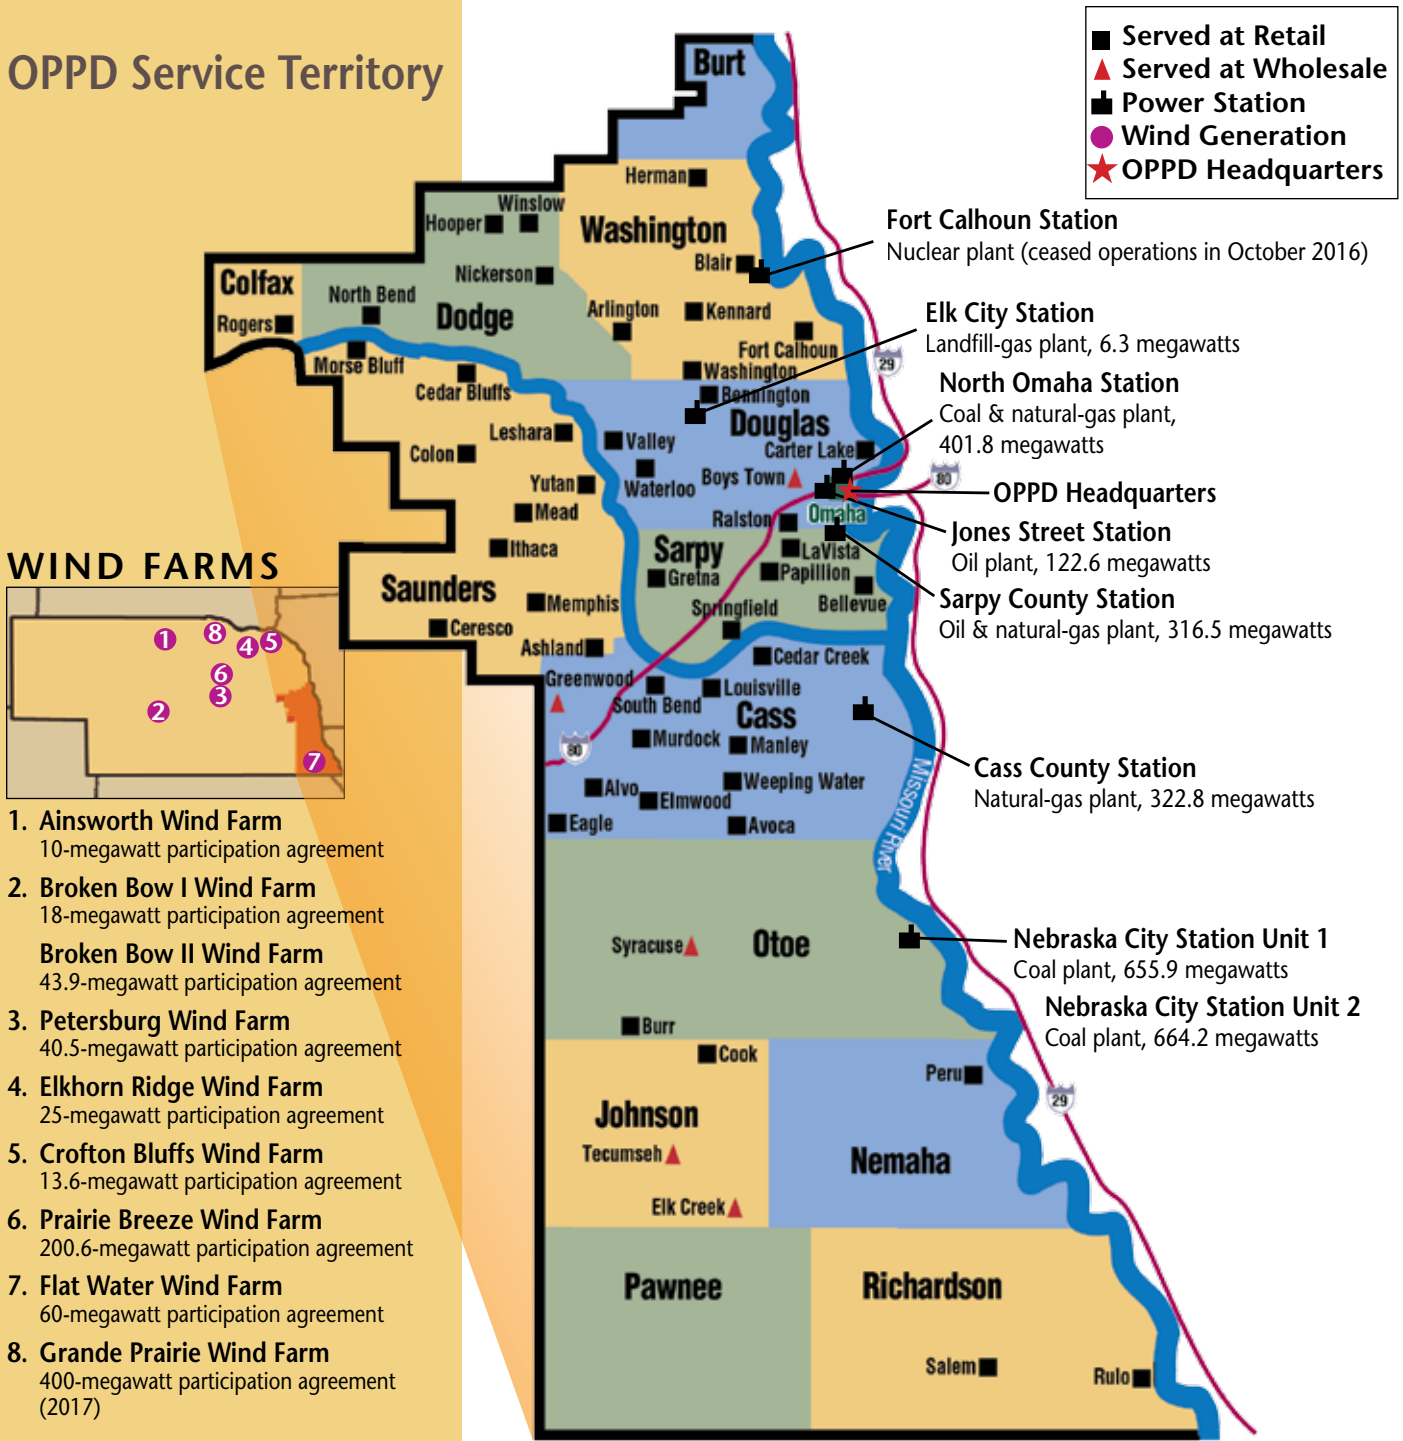 OPPD Service Territory
Served at Retail
Served at Wholesale
Power Station
Wind Generation
OPPD Headquarters
Burt
Herman
Washington
Winslow
Hooper
Nickerson
Blair
Colfax
Rogers
North Bend
Dodge
Arlington
Kennard
Fort Calhoun
Washington
Morse Bluff
Cedar Bluffs
Bennington
Douglas
Leshara
Valley
Carter Lake
Colon
Yutan
Waterloo
Boys Town
Omaha
Mead
Ralston
Ithaca
Sarpy
LaVista
Gretna
Papillion
Saunders
Memphis
Springfield
Bellevue
Ceresco
Ashland
Cedar Creek
Greenwood
South Bend
Louisville
Cass
Murdock
Manley
80
Alvo
Elmwood
Weeping Water
Eagle
Avoca
Missouri River
Syracuse
Otoe
Burr
Cook
Peru
Johnson
Tecumseh
Nemaha
Elk Creek
Pawnee
Richardson
Salem
Rulo
29
80
29
Fort Calhoun Station
Nuclear plant (ceased operations in October 2016)
Elk City Station
Landfill-gas plant, 6.3 megawatts
North Omaha Station
Coal & natural-gas plant,
401.8 megawatts
OPPD Headquarters
Jones Street Station
Oil plant, 122.6 megawatts
Sarpy County Station
Oil & natural-gas plant, 316.5 megawatts
Cass County Station
Natural-gas plant, 322.8 megawatts
Nebraska City Station Unit 1
Coal plant, 655.9 megawatts
Nebraska City Station Unit 2
Coal plant, 664.2 megawatts
WIND FARMS
1
8
4
5
6
3
2
7
1. Ainsworth Wind Farm
10-megawatt participation agreement
2. Broken Bow I Wind Farm
18-megawatt participation agreement
Broken Bow II Wind Farm
43.9-megawatt participation agreement
3. Petersburg Wind Farm
40.5-megawatt participation agreement
4. Elkhorn Ridge Wind Farm
25-megawatt participation agreement
5. Crofton Bluffs Wind Farm
13.6-megawatt participation agreement
6. Prairie Breeze Wind Farm
200.6-megawatt participation agreement
7. Flat Water Wind Farm
60-megawatt participation agreement
8. Grande Prairie Wind Farm
400-megawatt participation agreement
(2017)